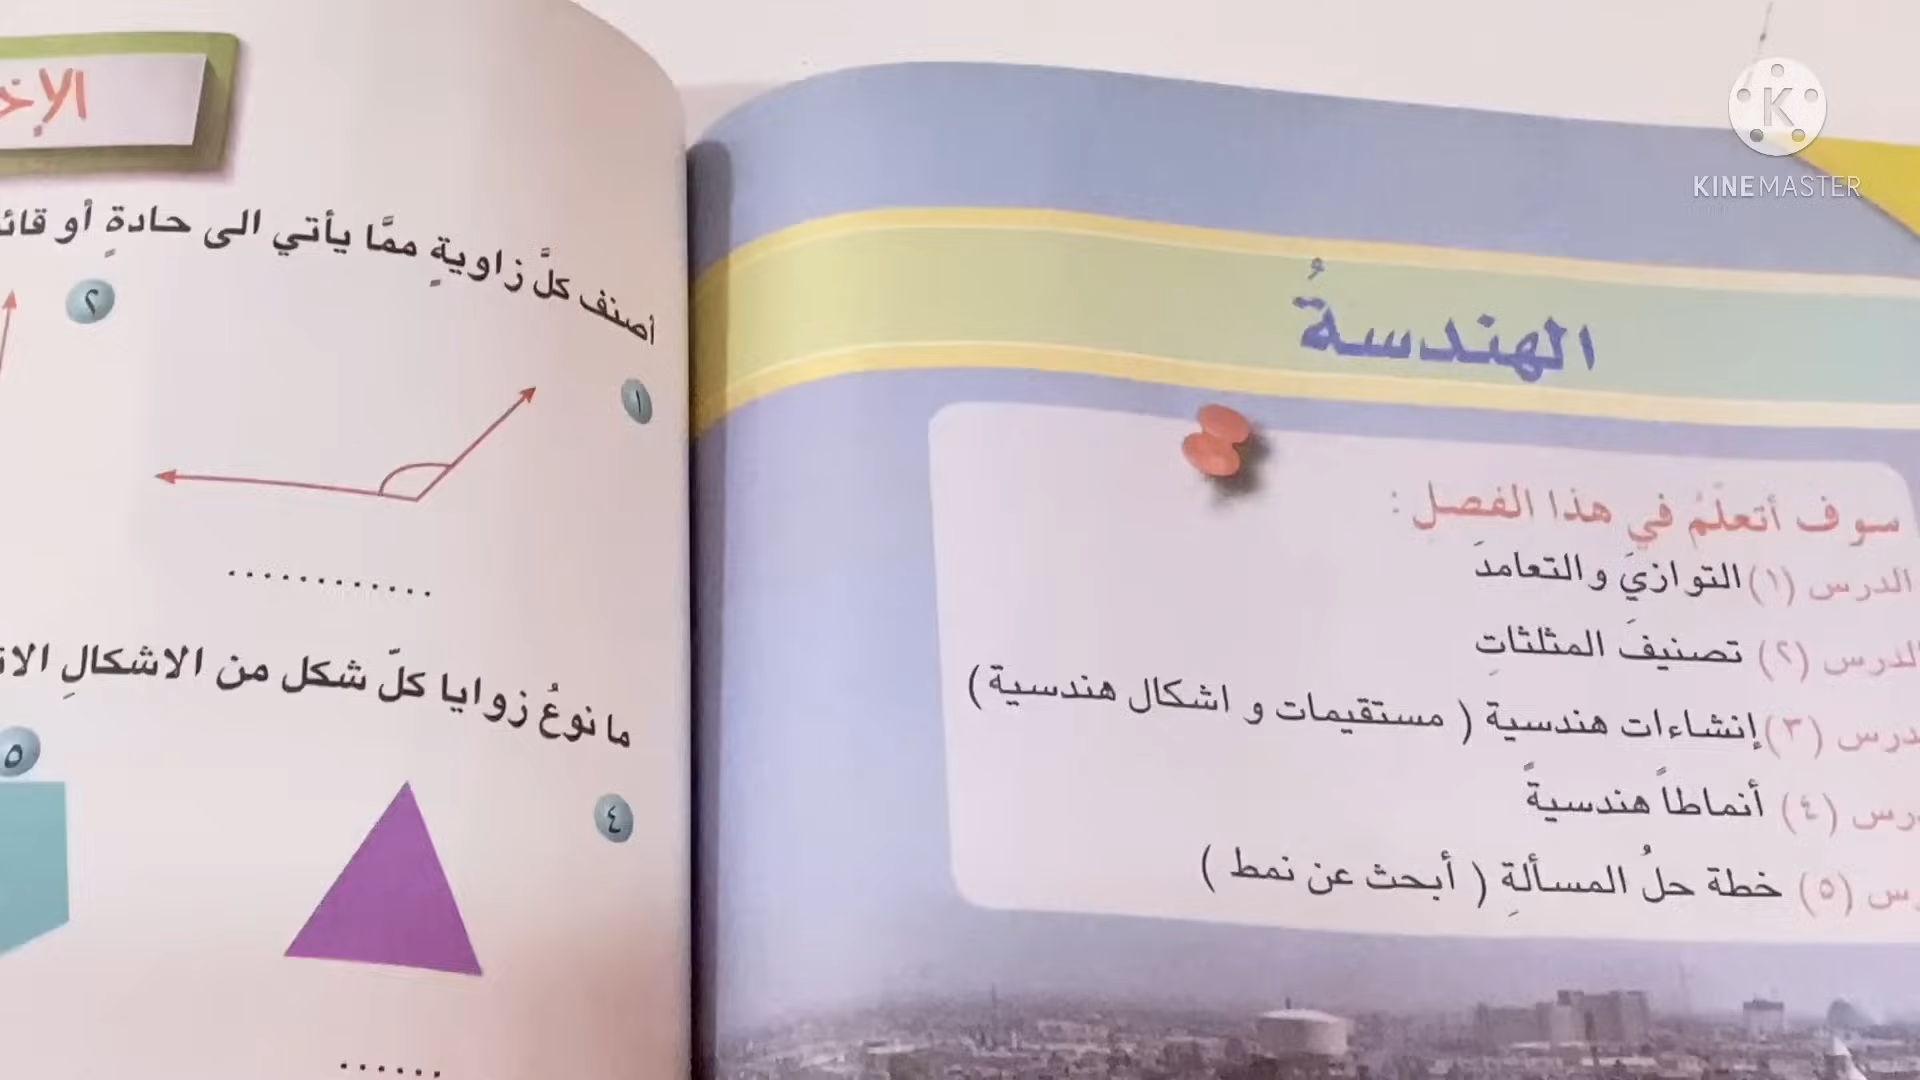 KINEMASTER
الهندسةُ
سوف أتعلَّمُ في هذا الفصلِ :
الدرس (١) التوازيَ والتعامدَ
الدرس (٢) تصنيفَ المثلثاتِ
(٣) إنشاءات هندسية ( مستقيمات و اشكال هندسية )
(٤) أنماطاً هندسيةً
(٥) خطة حلُ المسألةِ ( أبحث عن نمط )
أصنف كلَّ زاويةٍ ممَّا يأتي الى حادةٍ أو
١
٢
............
ما نوعُ زوايا كلّ شكل من الاشكالِ
٤
٥
......